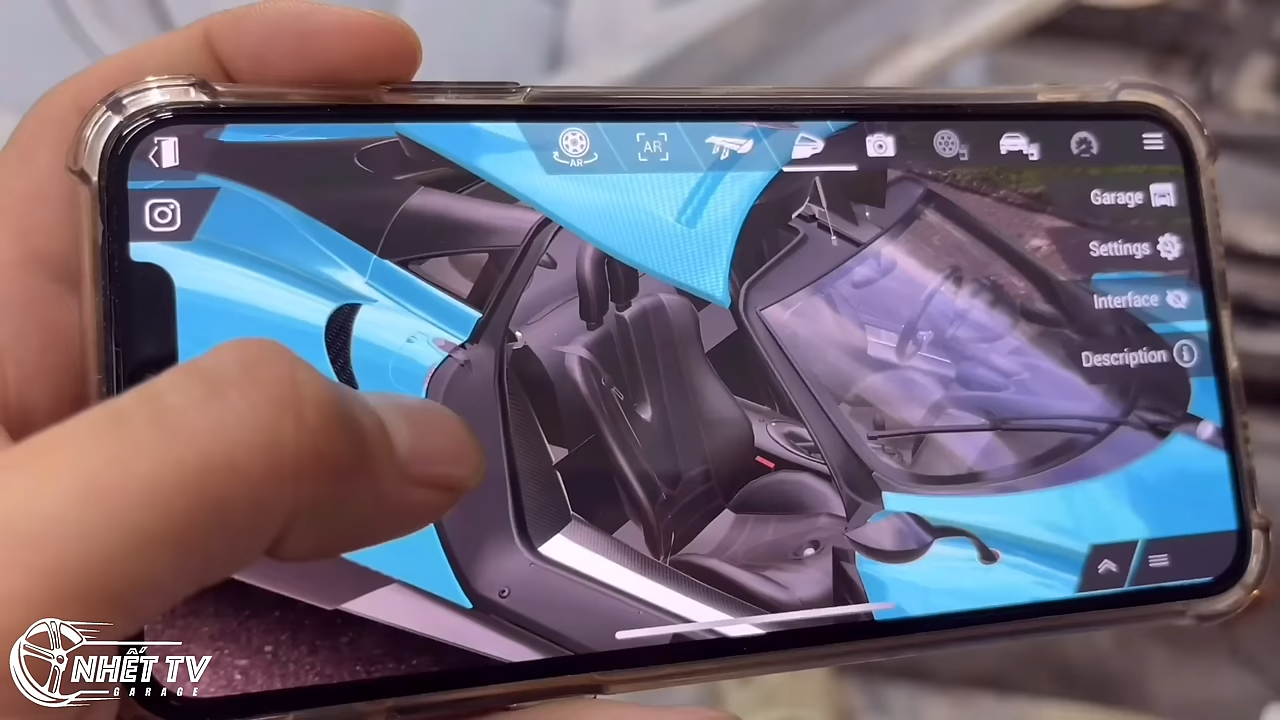 AR
AR
Garage
Settings
Interface
Description
NHẾT TV
GARAGE